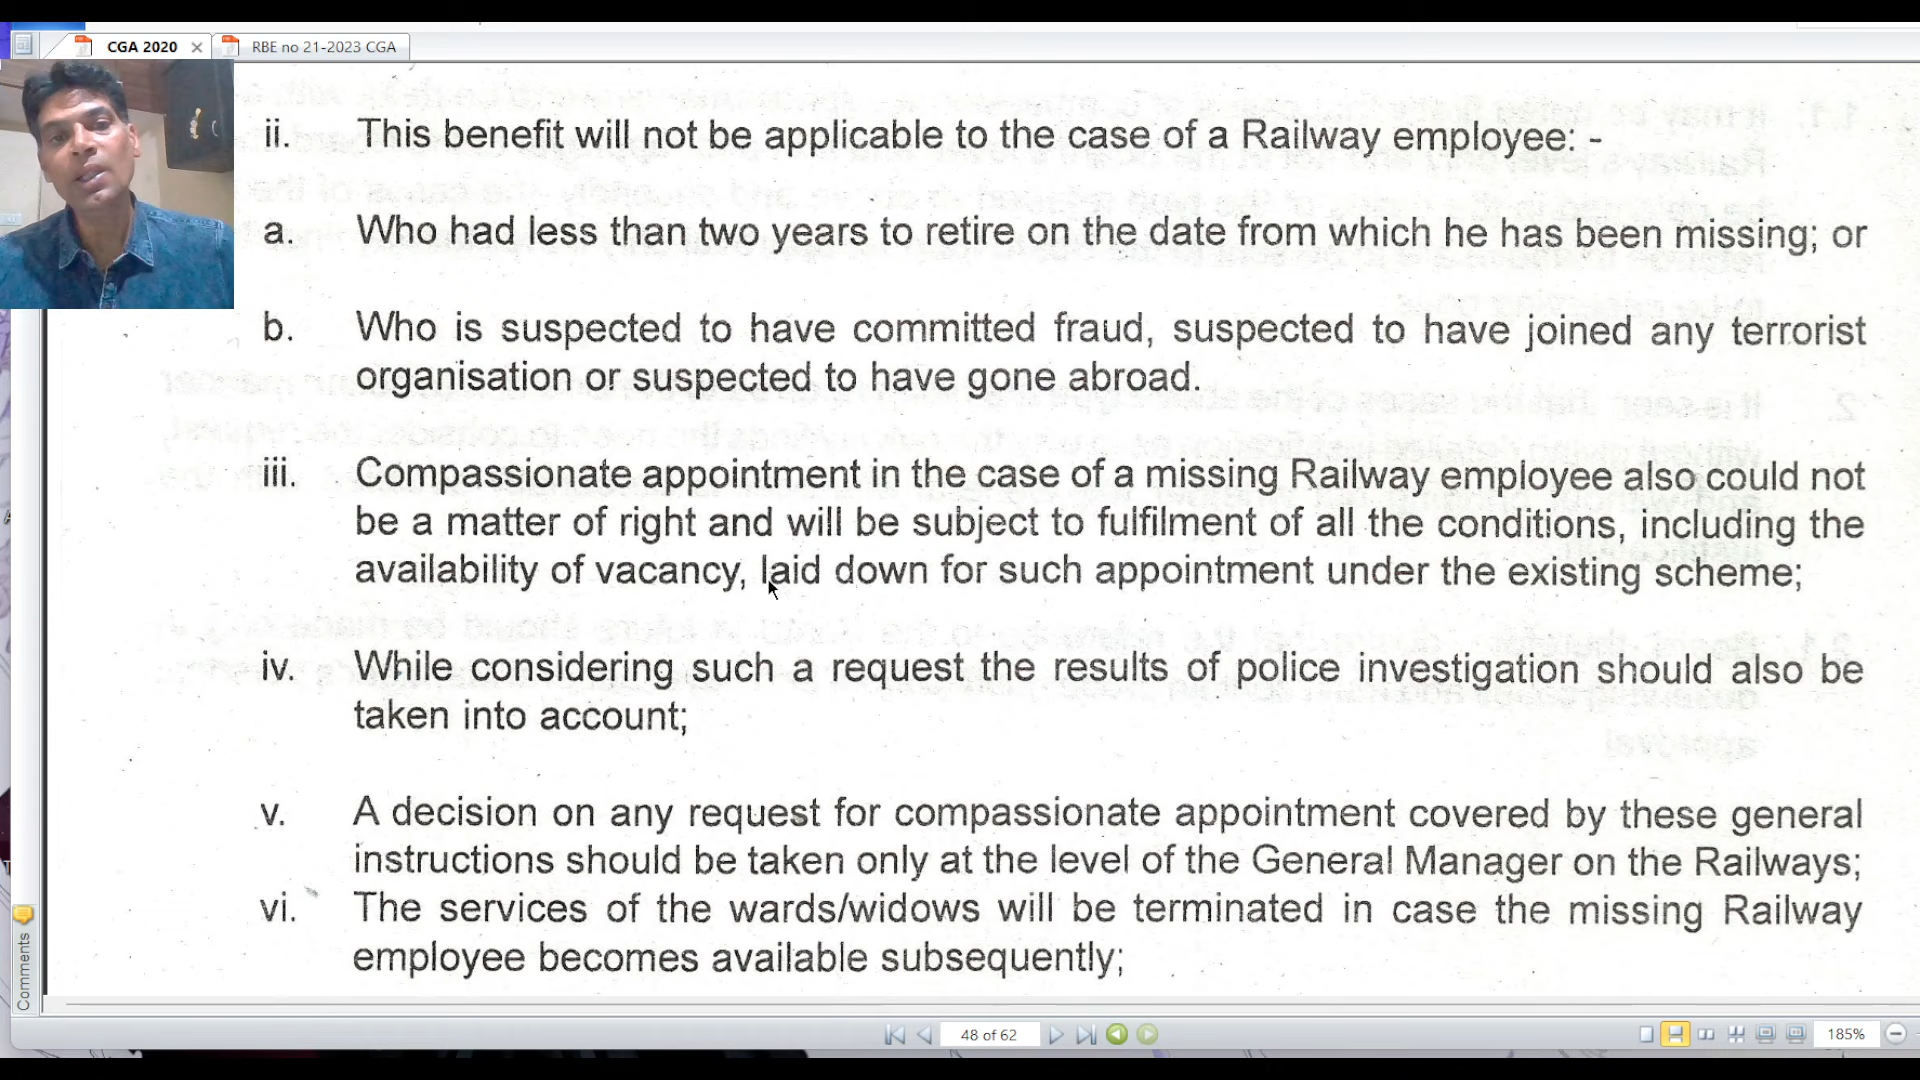 CGA 2020
RBE no 21-2023 CGA
ii. This benefit will not be applicable to the case of a Railway employee: -
a. Who had less than two years to retire on the date from which he has been missing; or
b. Who is suspected to have committed fraud, suspected to have joined any terrorist
organisation or suspected to have gone abroad.
iii. Compassionate appointment in the case of a missing Railway employee also could not
be a matter of right and will be subject to fulfilment of all the conditions, including the
availability of vacancy, laid down for such appointment under the existing scheme;
iv. While considering such a request the results of police investigation should also be
taken into account;
v. A decision on any request for compassionate appointment covered by these general
instructions should be taken only at the level of the General Manager on the Railways;
vi. The services of the wards/widows will be terminated in case the missing Railway
employee becomes available subsequently;
Comments
48 of 62
185%